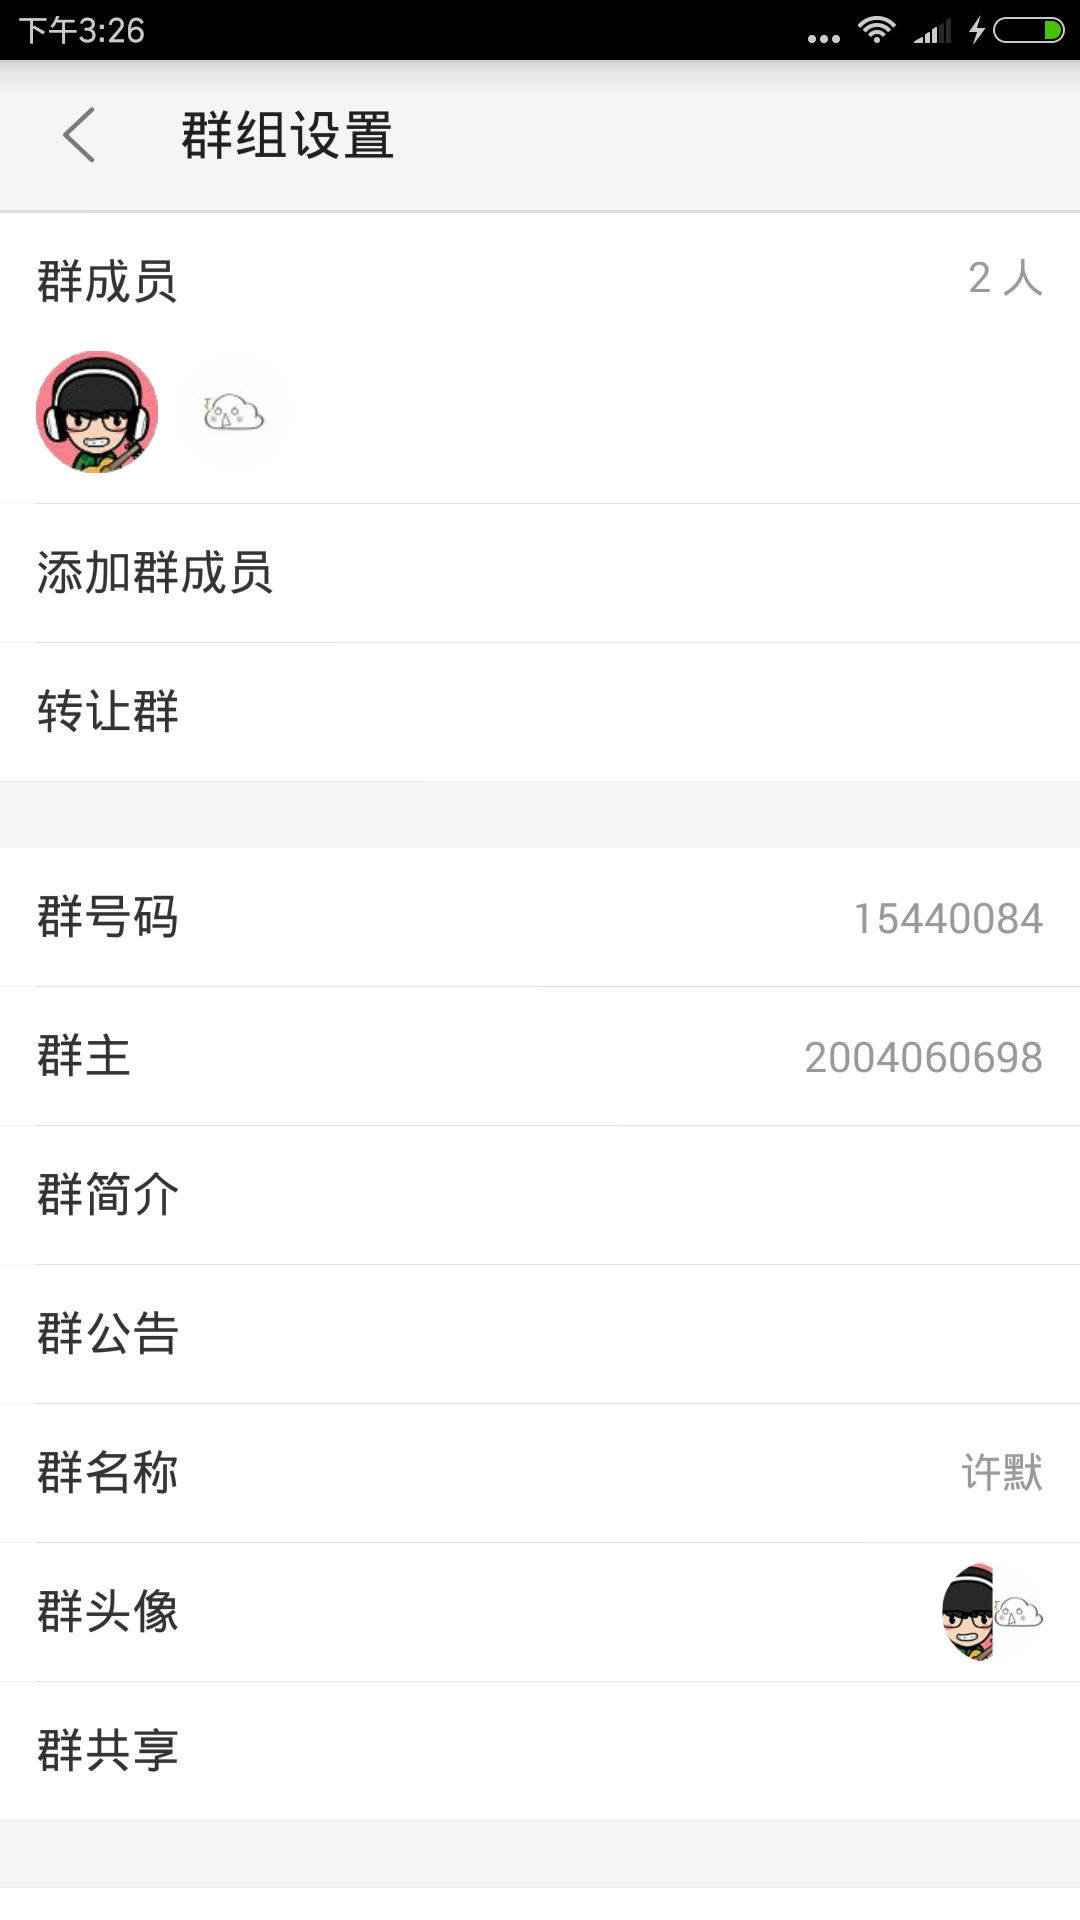 下午3:26
群组设置
群成员
2 人
添加群成员
转让群
群号码
15440084
群主
2004060698
群简介
群公告
群名称
许默
群头像
群共享